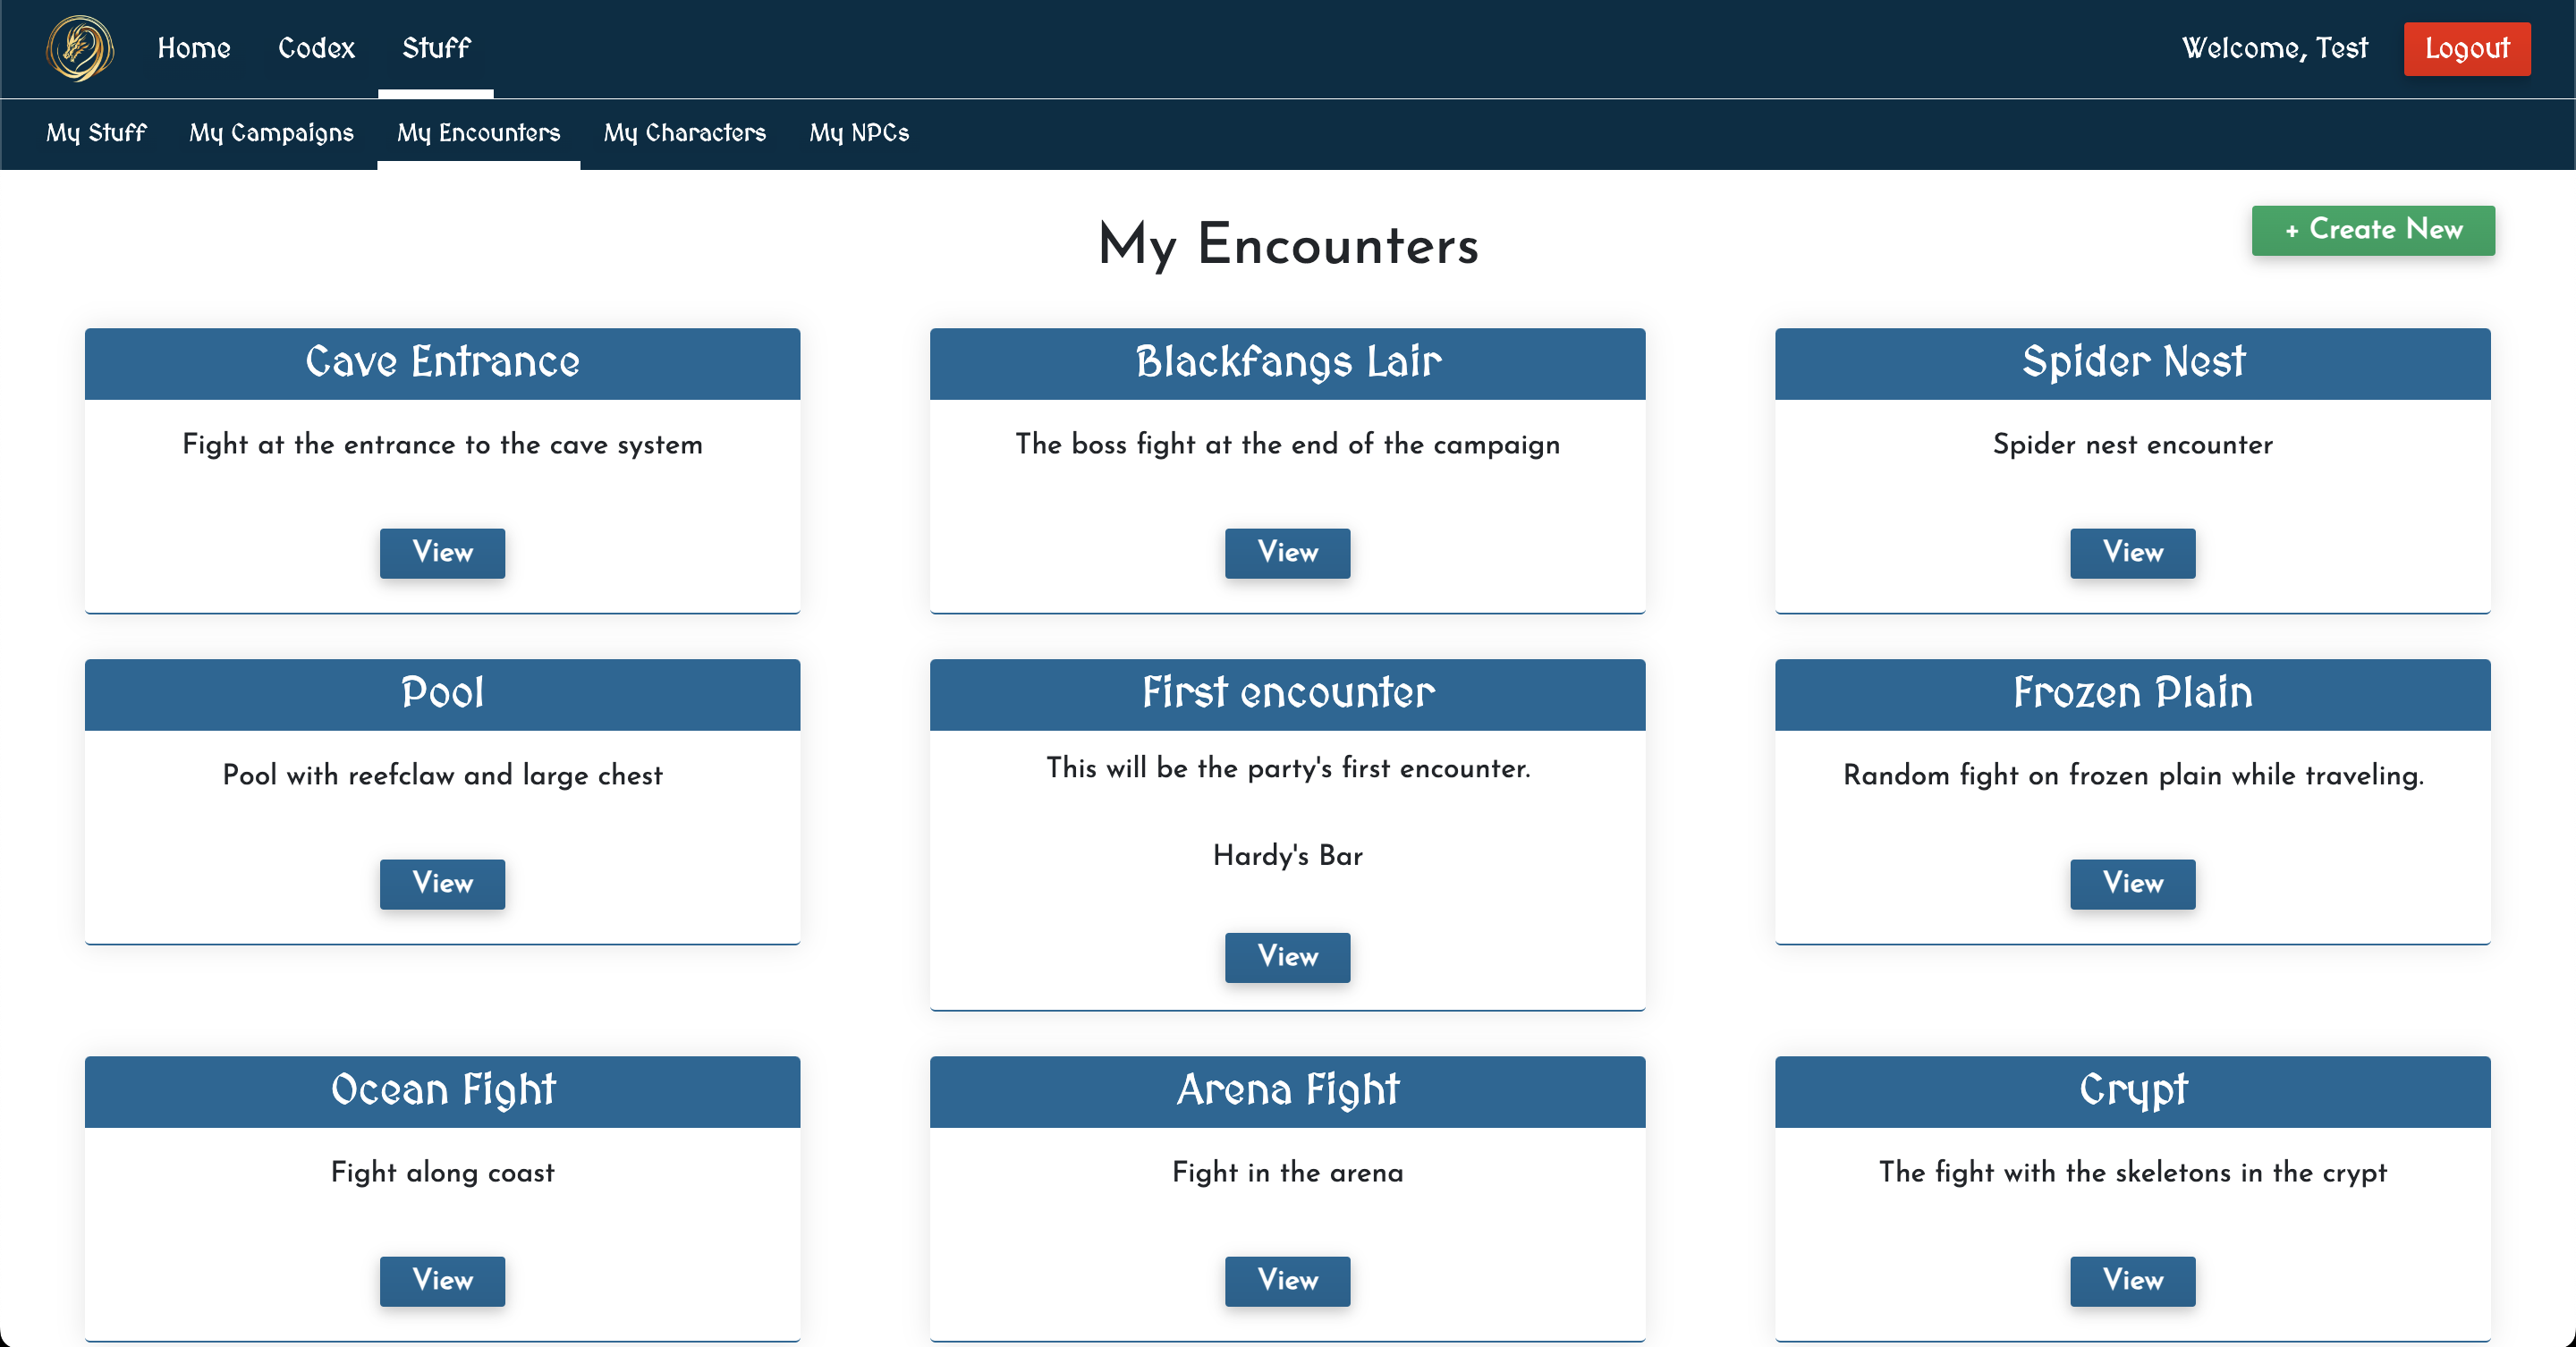 Home Codex Stuff Welcome, Test Logout
My Stuff My Campaigns My Encounters My Characters My NPCs
My Encounters
+ Create New
Cave Entrance
Fight at the entrance to the cave system
View
Blackfangs Lair
The boss fight at the end of the campaign
View
Spider Nest
Spider nest encounter
View
Pool
Pool with reefclaw and large chest
View
First encounter
This will be the party's first encounter.
Hardy's Bar
View
Frozen Plain
Random fight on frozen plain while traveling.
View
Ocean Fight
Fight along coast
View
Arena Fight
Fight in the arena
View
Crypt
The fight with the skeletons in the crypt
View